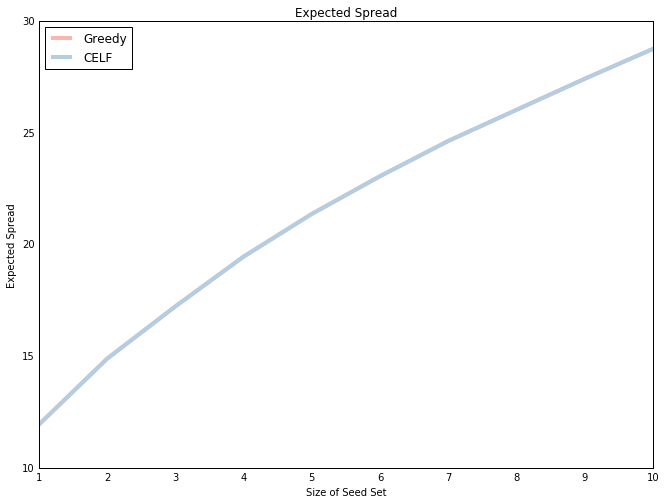 Expected Spread
Greedy
CELF
30
25
20
15
10
Expected Spread
1 2 3 4 5 6 7 8 9 10
Size of Seed Set